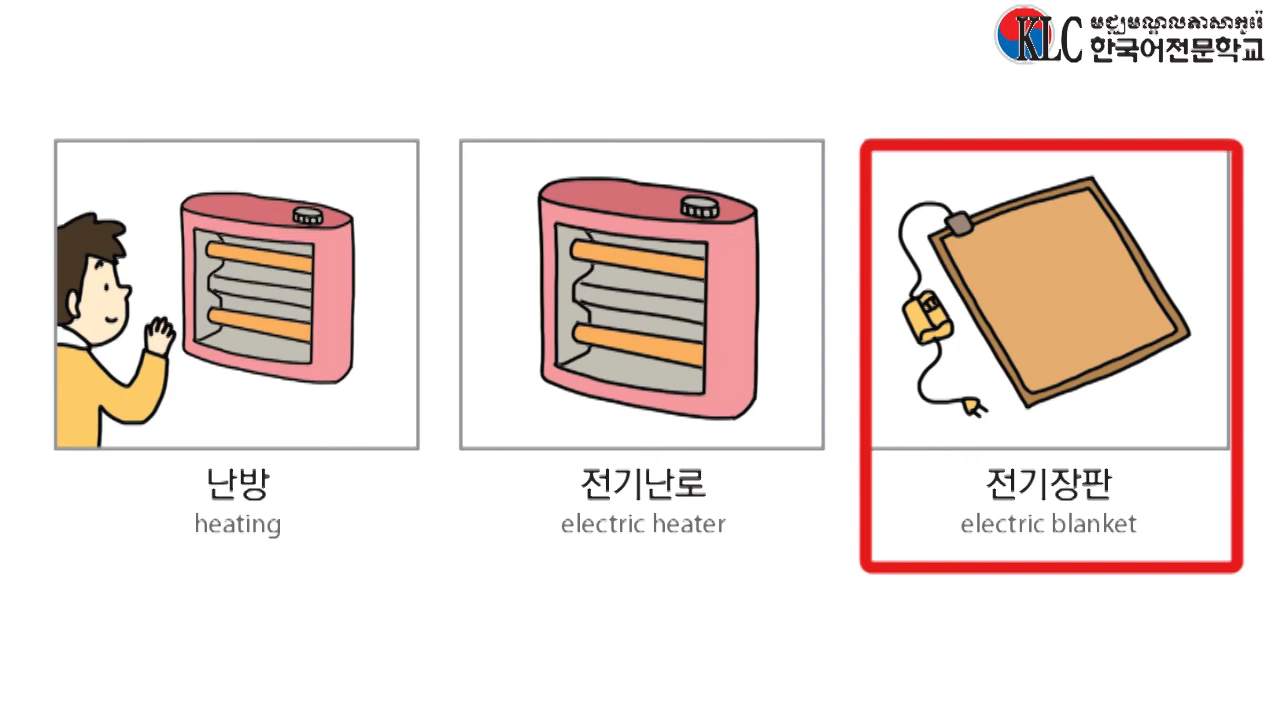 KLC
មជ្ឈមណ្ឌលភាសាកូរ៉េ
한국어전문학교
난방
heating
전기난로
electric heater
전기장판
electric blanket